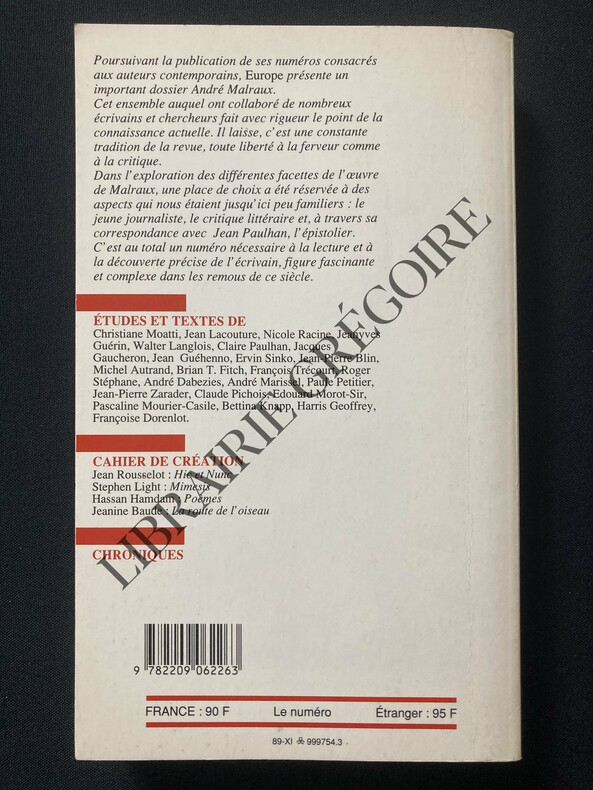 Poursuivant la publication de ses numéros consacrés
aux auteurs contemporains, Europe présente un
important dossier André Malraux.
Cet ensemble auquel ont collaboré de nombreux
écrivains et chercheurs fait avec rigueur le point de la
connaissance actuelle. Il laisse, c'est une constante
tradition de la revue, toute liberté à la ferveur comme
à la critique.
Dans l'exploration des différentes facettes de l'œuvre
de Malraux, une place de choix a été réservée à des
aspects qui nous étaient jusqu'ici peu familiers : le
jeune journaliste, le critique littéraire et, à travers sa
correspondance avec Jean Paulhan, l'épistolier.
C'est au total un numéro nécessaire à la lecture et à
la découverte précise de l'écrivain, figure fascinante
et complexe dans les remous de ce siècle.
ÉTUDES ET TEXTES DE
Christiane Moatti, Jean Lacouture, Nicole Racine, Jeanyves
Guérin, Walter Langlois, Claire Paulhan, Jacques
Gaucheron, Jean Guéhenno, Ervin Sinko, Jean-Pierre Blin,
Michel Autrand, Brian T. Fitch, François Trécourt, Roger
Stéphane, André Dabezies, André Marissel, Paule Petitier,
Jean-Pierre Zarader, Claude Pichois, Edouard Morot-Sir,
Pascaline Mourier-Casile, Bettina Knapp, Harris Geoffrey,
Françoise Dorenlot.
CAHIER DE CRÉATION
Jean Rousselot : Hic et Nunc
Stephen Light : Mimesis
Hassan Hamdam : Poèmes
Jeanine Baude : La route de l'oiseau
CHRONIQUES
LIBRAIRIE GRÉGOIRE
9 782209 062263
FRANCE : 90 F Le numéro Étranger : 95 F
89-XI 999754.3